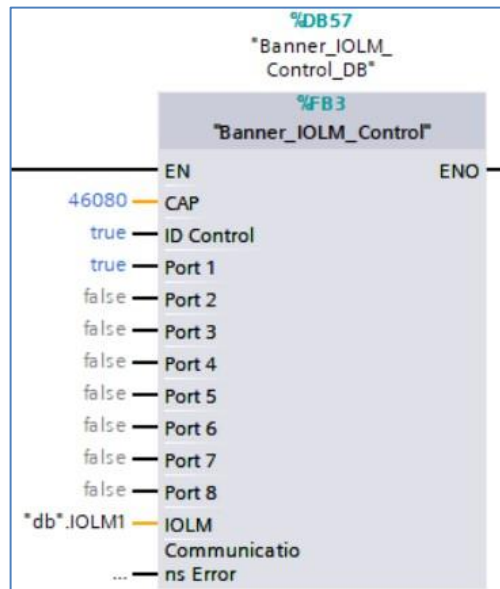 %DB57
"Banner_IOLM_
Control_DB"
%FB3
"Banner_IOLM_Control"
EN ENO
46080 CAP
true ID Control
true Port 1
false Port 2
false Port 3
false Port 4
false Port 5
false Port 6
false Port 7
false Port 8
"db".IOLM1 IOLM
Communicatio
... ns Error